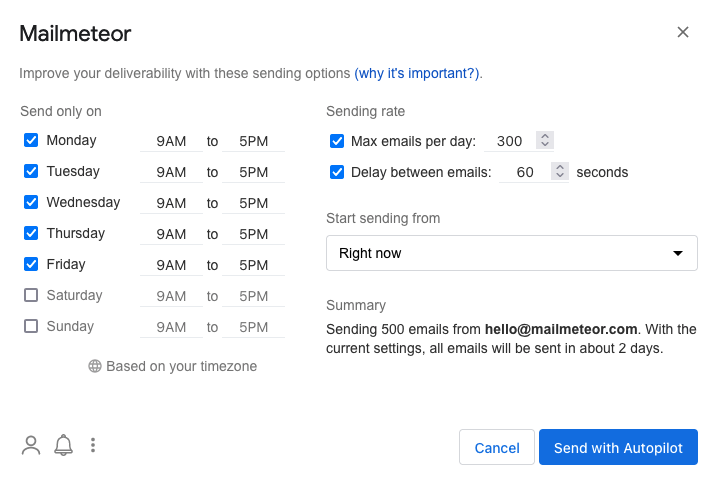 Mailmeteor
Improve your deliverability with these sending options (why it's important?).
Send only on
Monday 9AM to 5PM
Tuesday 9AM to 5PM
Wednesday 9AM to 5PM
Thursday 9AM to 5PM
Friday 9AM to 5PM
Saturday 9AM to 5PM
Sunday 9AM to 5PM
Based on your timezone
Sending rate
Max emails per day: 300
Delay between emails: 60 seconds
Start sending from
Right now
Summary
Sending 500 emails from hello@mailmeteor.com. With the
current settings, all emails will be sent in about 2 days.
Cancel
Send with Autopilot